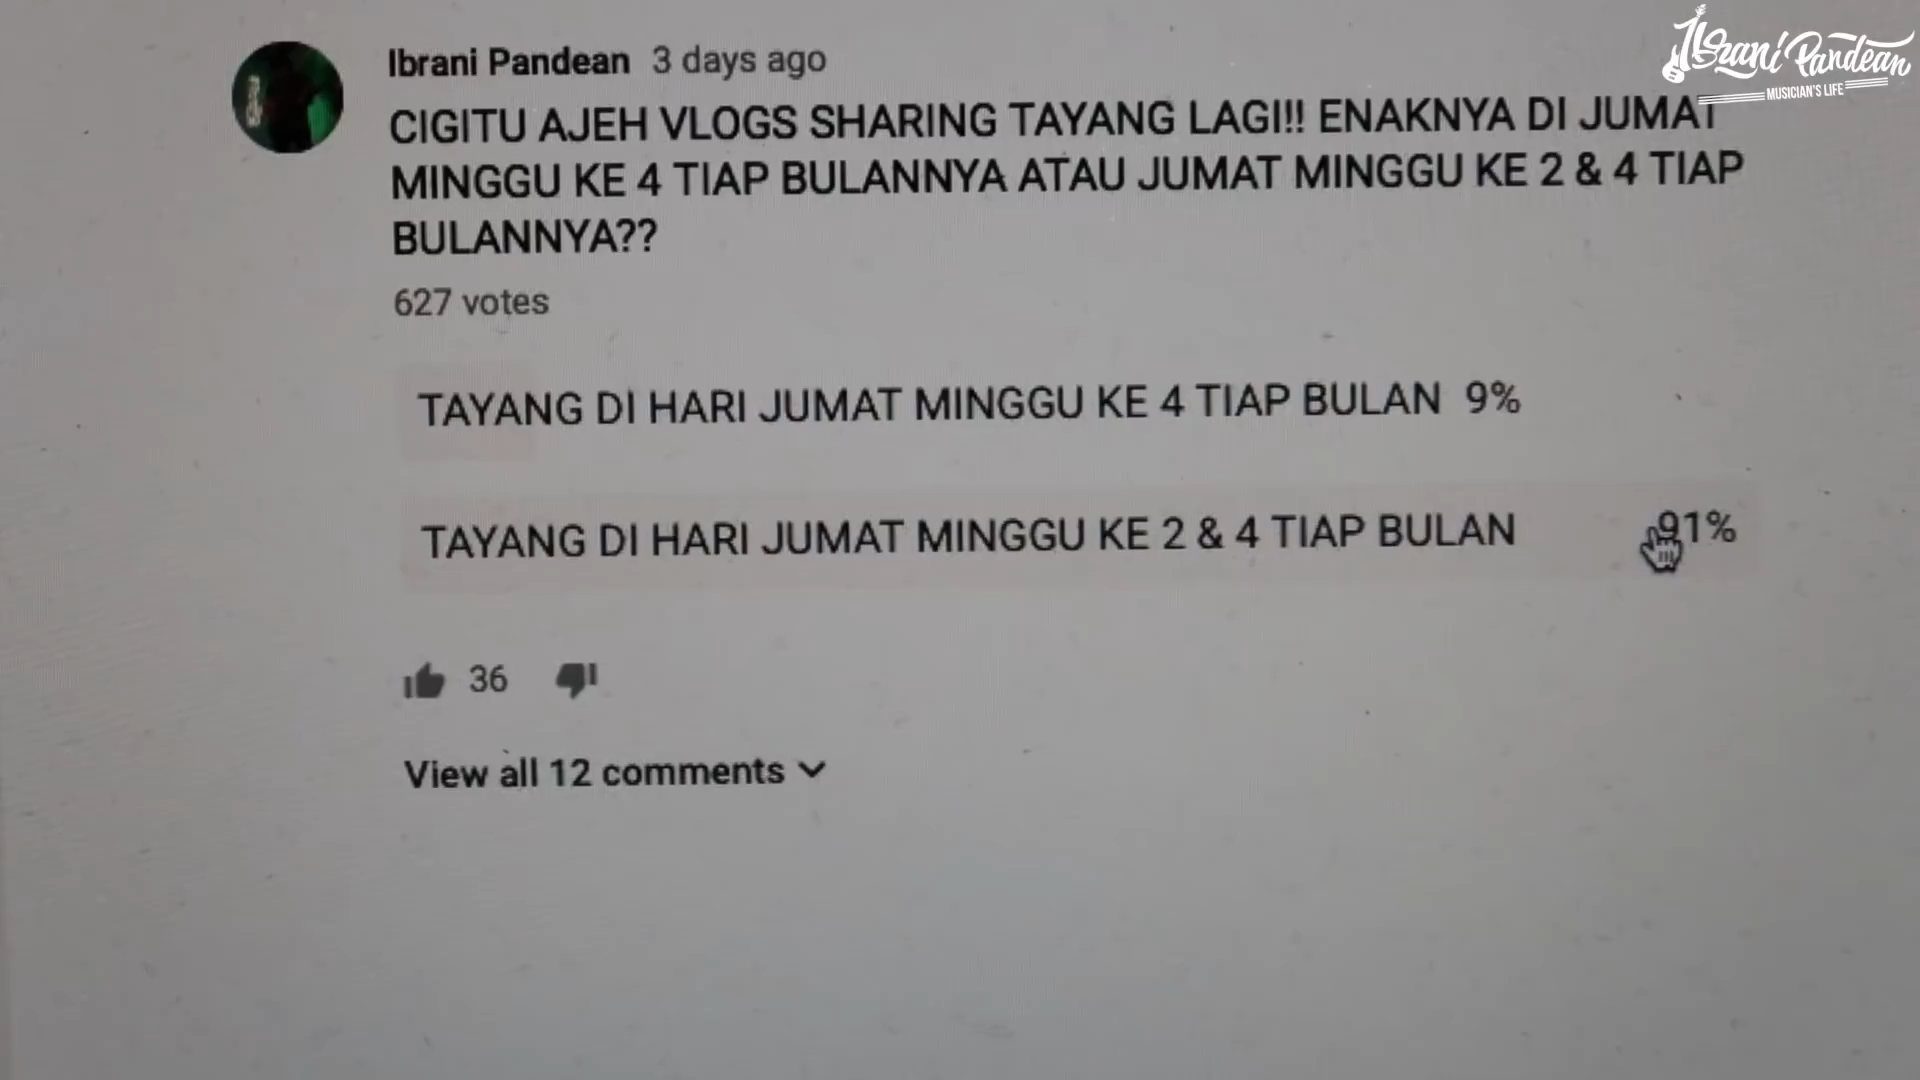 Ibrani Pandean 3 days ago
CIGITU AJEH VLOGS SHARING TAYANG LAGI!! ENAKNYA DI JUMAT
MINGGU KE 4 TIAP BULANNYA ATAU JUMAT MINGGU KE 2 & 4 TIAP
BULANNYA??
627 votes
TAYANG DI HARI JUMAT MINGGU KE 4 TIAP BULAN 9%
TAYANG DI HARI JUMAT MINGGU KE 2 & 4 TIAP BULAN 91%
36
View all 12 comments
Ibrani Pandean
MUSICIAN'S LIFE